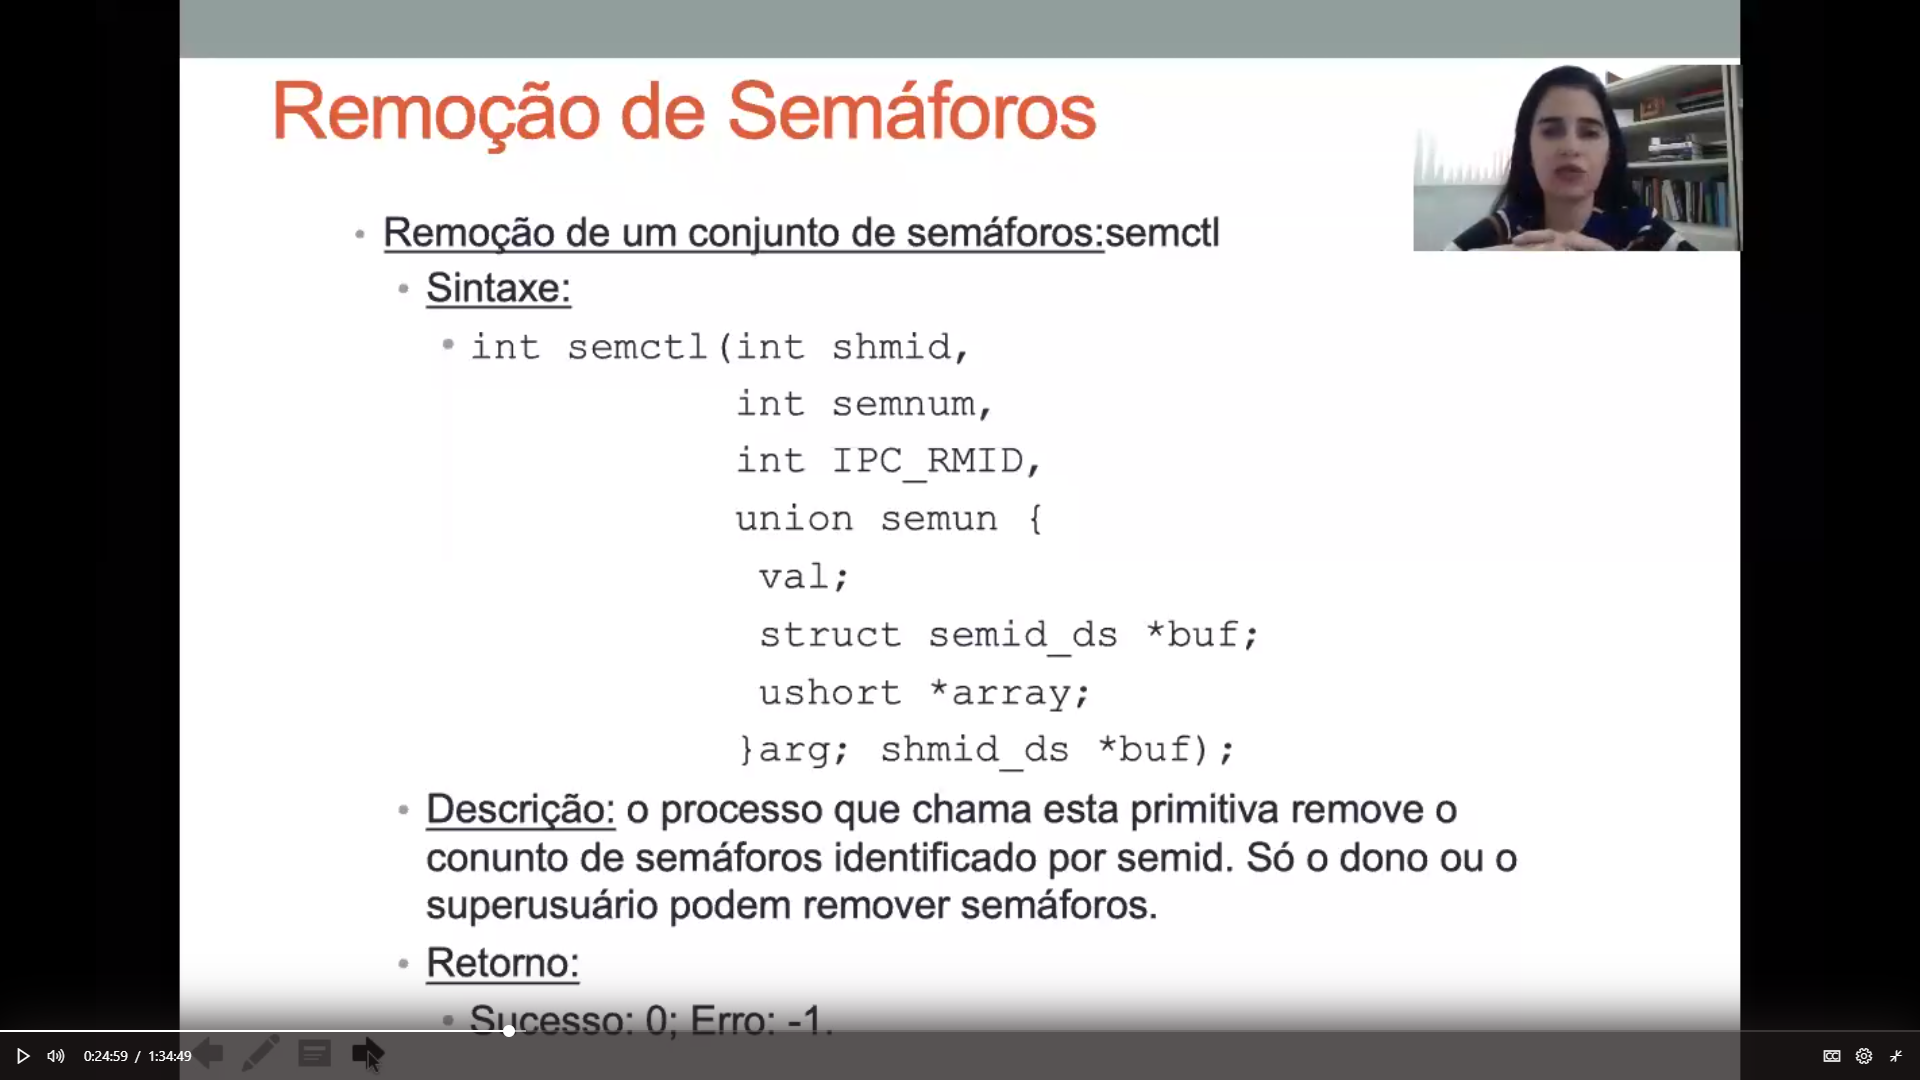 Remoção de Semáforos
• Remoção de um conjunto de semáforos:semctl
• Sintaxe:
• int semctl(int shmid,
int semnum,
int IPC_RMID,
union semun {
val;
struct semid_ds *buf;
ushort *array;
}arg; shmid_ds *buf);
• Descrição: o processo que chama esta primitiva remove o
conunto de semáforos identificado por semid. Só o dono ou o
superusuário podem remover semáforos.
• Retorno:
• Sucesso: 0; Erro: -1.
0:24:59 / 1:34:49
CC